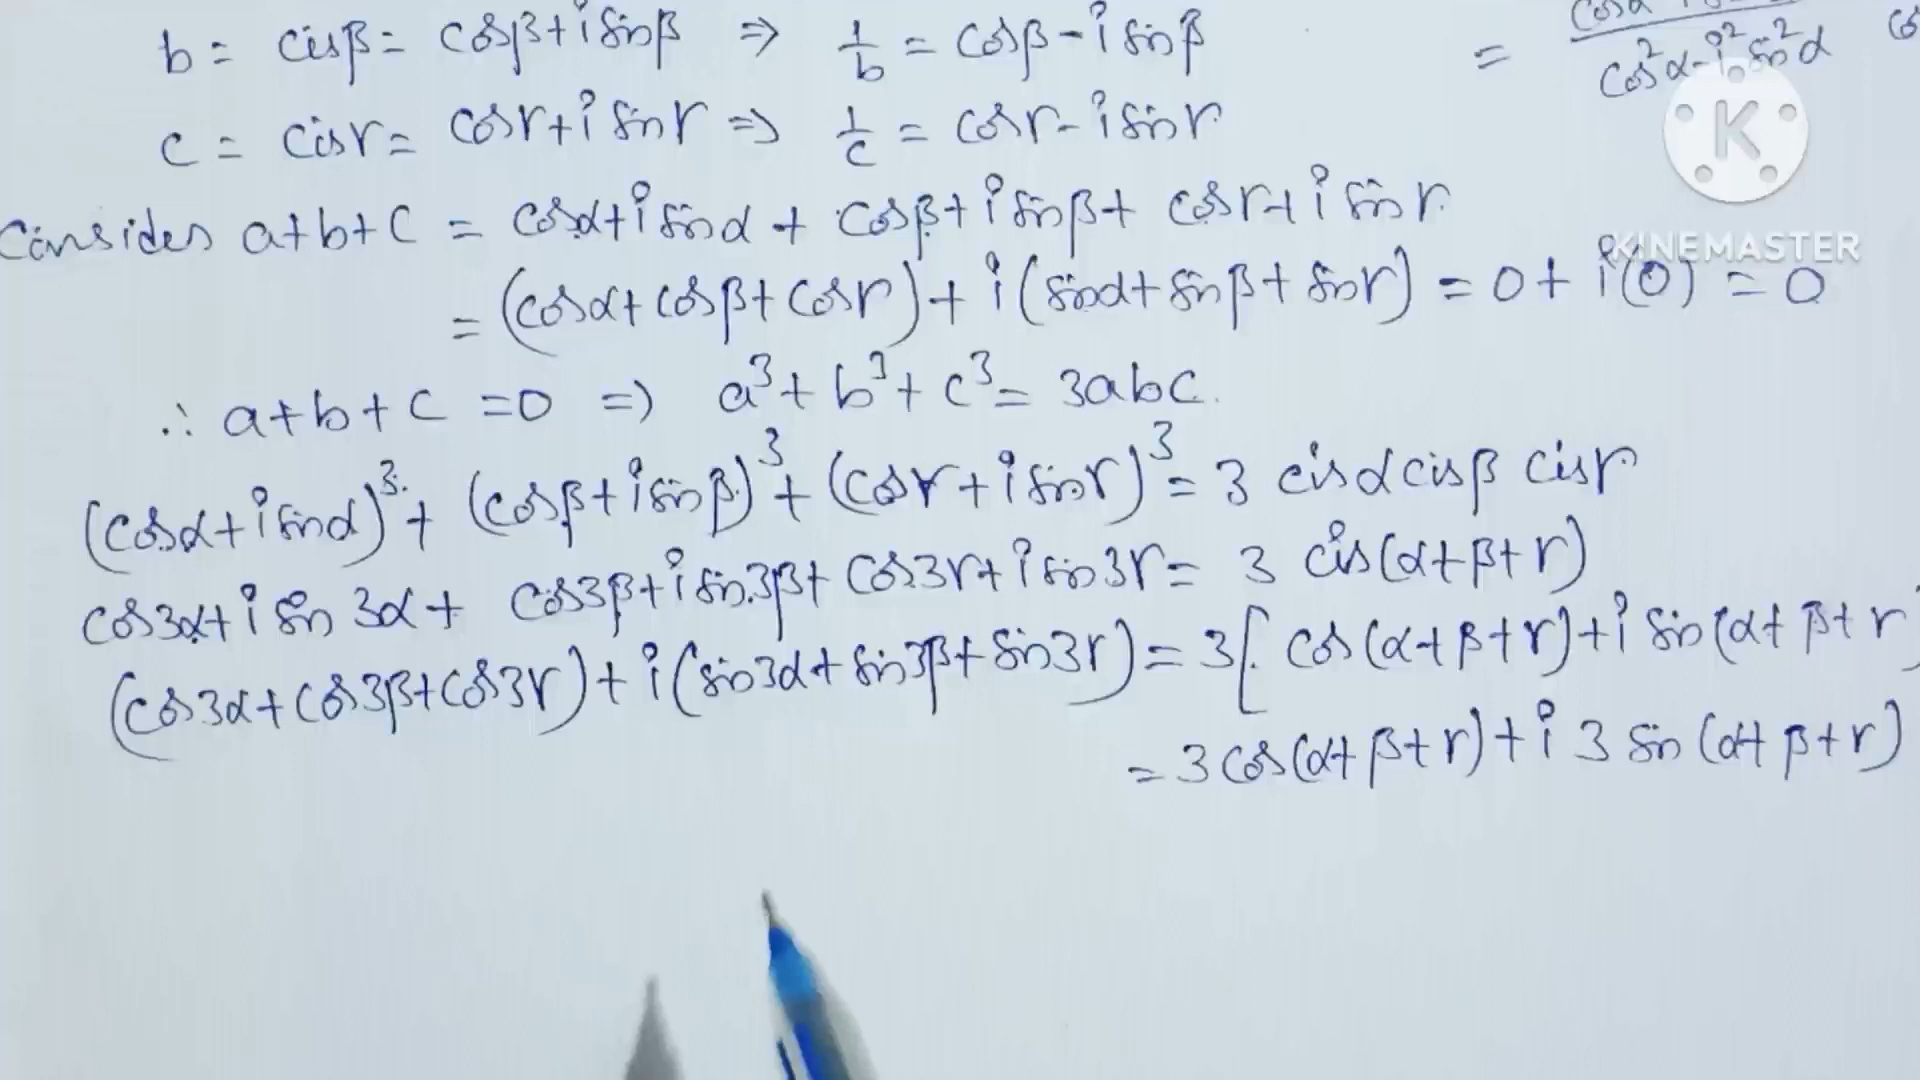 b = cisβ = cosβ+i sinβ ⇒ 1/b = cosβ-i sinβ
= cosα / cos²α-i² sin²α
c = cisr = cosr+i sinr ⇒ 1/c = cosr-i sinr
Consider a+b+c = cosα+i sinα + cosβ+i sinβ+ cosr+i sinr
KINEMASTER
= (cosα+cosβ+cosr)+ i(sinα+sinβ+sinr) = 0+ i(0) = 0
∴ a+b+c =0 ⇒ a³+b³+c³= 3abc.
(cosα+i sinα)³+ (cosβ+i sinβ)³+ (cosr+i sinr)³= 3 cisα cisβ cisr
cos3α+i sin 3α+ cos3β+i sin3β+ cos3r+i sin3r= 3 cis(α+β+r)
(cos3α+cos3β+cos3r)+ i(sin3α+sin3β+sin3r)=3[cos(α+β+r)+i sin(α+β+r)
= 3cos(α+β+r)+i 3 sin(α+β+r)